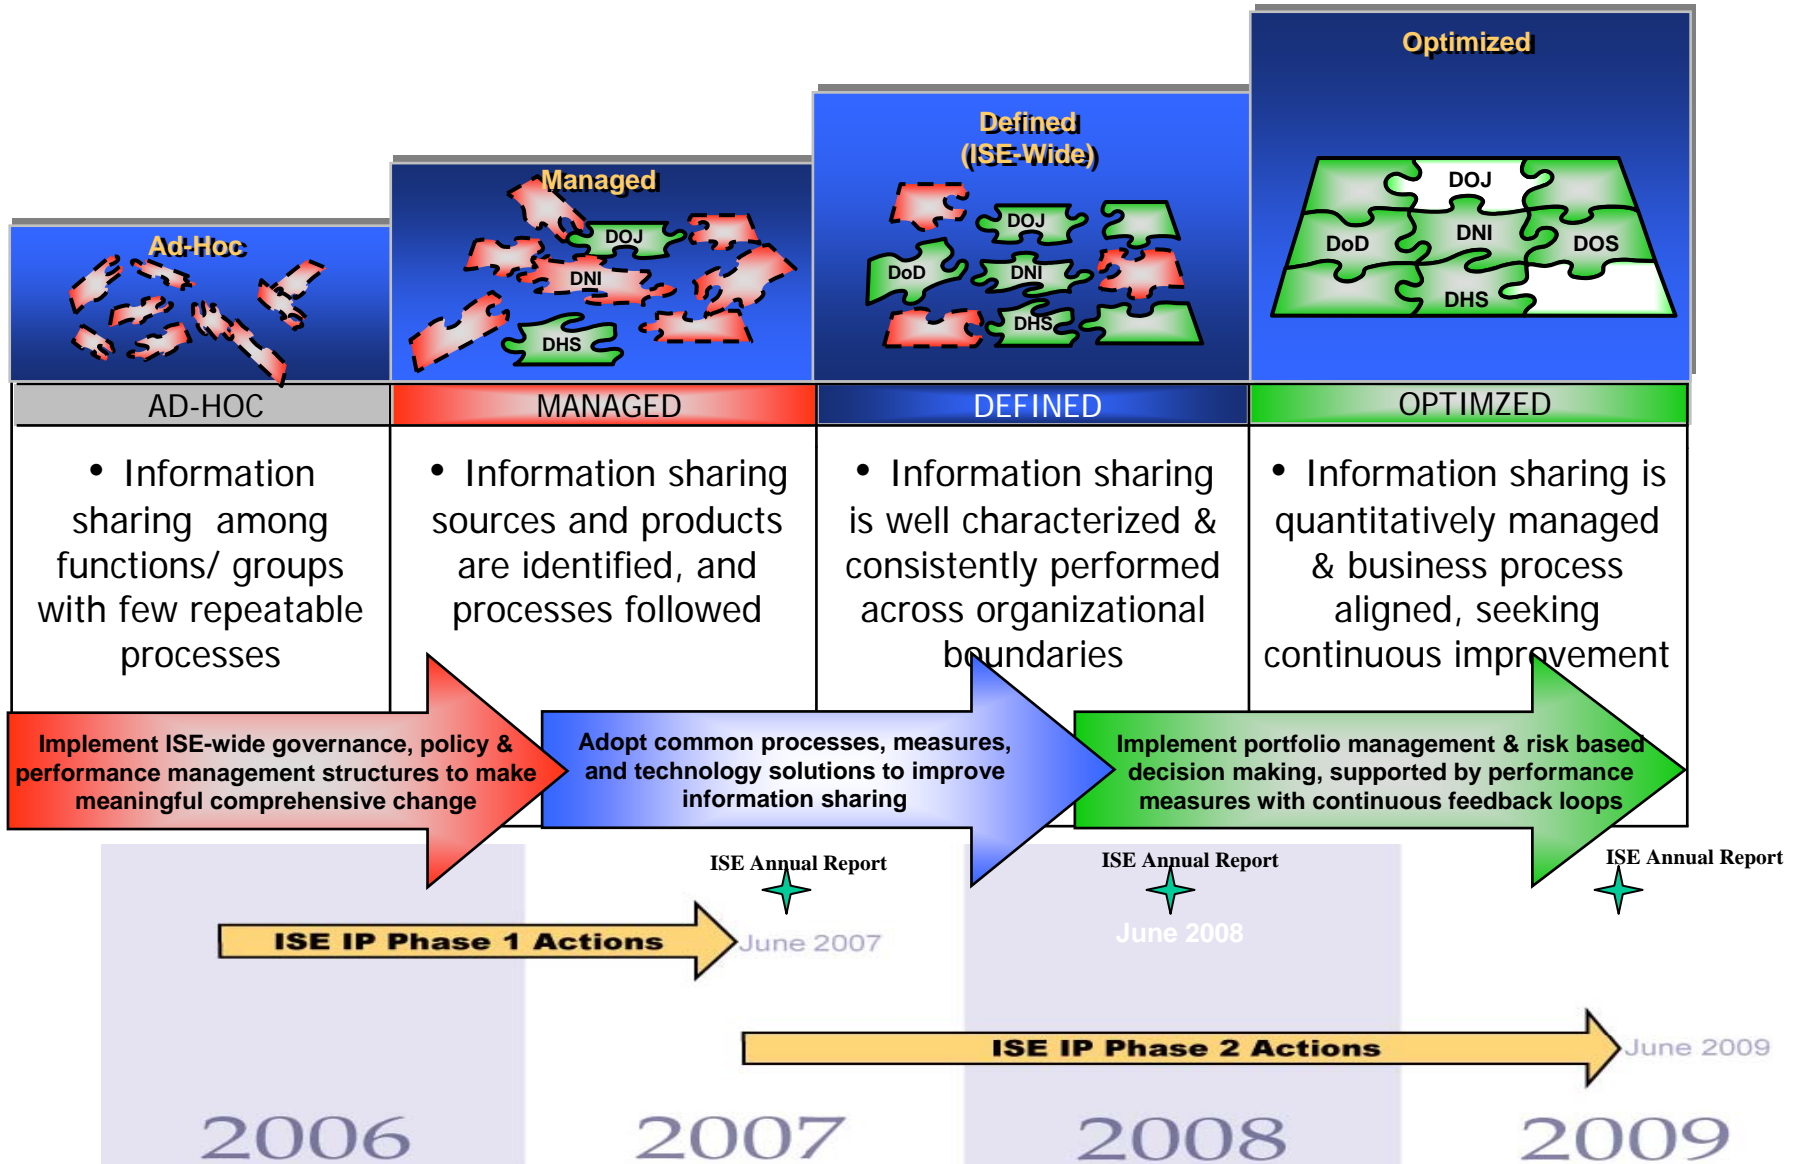 Optimized
Defined
(ISE-Wide)
Managed
Ad-Hoc
DOJ
DNI
DHS
DOJ
DoD
DNI
DHS
DOJ
DoD
DNI
DOS
DHS
AD-HOC
MANAGED
DEFINED
OPTIMZED
• Information
sharing among
functions/ groups
with few repeatable
processes
• Information sharing
sources and products
are identified, and
processes followed
• Information sharing
is well characterized &
consistently performed
across organizational
boundaries
• Information sharing is
quantitatively managed
& business process
aligned, seeking
continuous improvement
Implement ISE-wide governance, policy &
performance management structures to make
meaningful comprehensive change
Adopt common processes, measures,
and technology solutions to improve
information sharing
Implement portfolio management & risk based
decision making, supported by performance
measures with continuous feedback loops
ISE Annual Report
ISE Annual Report
ISE Annual Report
ISE IP Phase 1 Actions
June 2007
June 2008
ISE IP Phase 2 Actions
June 2009
2006
2007
2008
2009